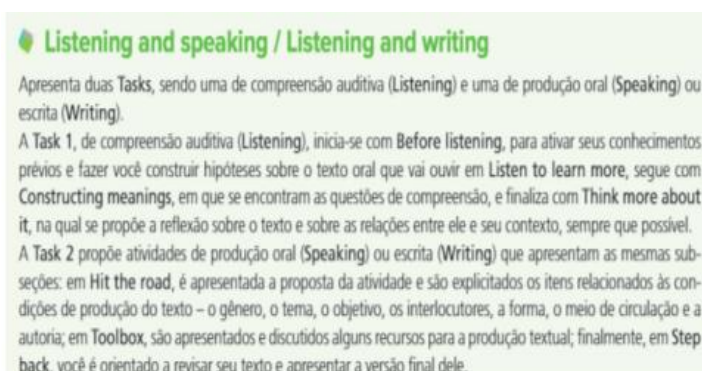 Listening and speaking / Listening and writing
Apresenta duas Tasks, sendo uma de compreensão auditiva (Listening) e uma de produção oral (Speaking) ou
escrita (Writing).
A Task 1, de compreensão auditiva (Listening), inicia-se com Before listening, para ativar seus conhecimentos
prévios e fazer você construir hipóteses sobre o texto oral que vai ouvir em Listen to learn more, segue com
Constructing meanings, em que se encontram as questões de compreensão, e finaliza com Think more about
it, na qual se propõe a reflexão sobre o texto e sobre as relações entre ele e seu contexto, sempre que possível.
A Task 2 propõe atividades de produção oral (Speaking) ou escrita (Writing) que apresentam as mesmas sub-
seções: em Hit the road, é apresentada a proposta da atividade e são explicitados os itens relacionados às con-
dições de produção do texto – o gênero, o tema, o objetivo, os interlocutores, a forma, o meio de circulação e a
autoria; em Toolbox, são apresentados e discutidos alguns recursos para a produção textual; finalmente, em Step
back, você é orientado a revisar seu texto e apresentar a versão final dele.